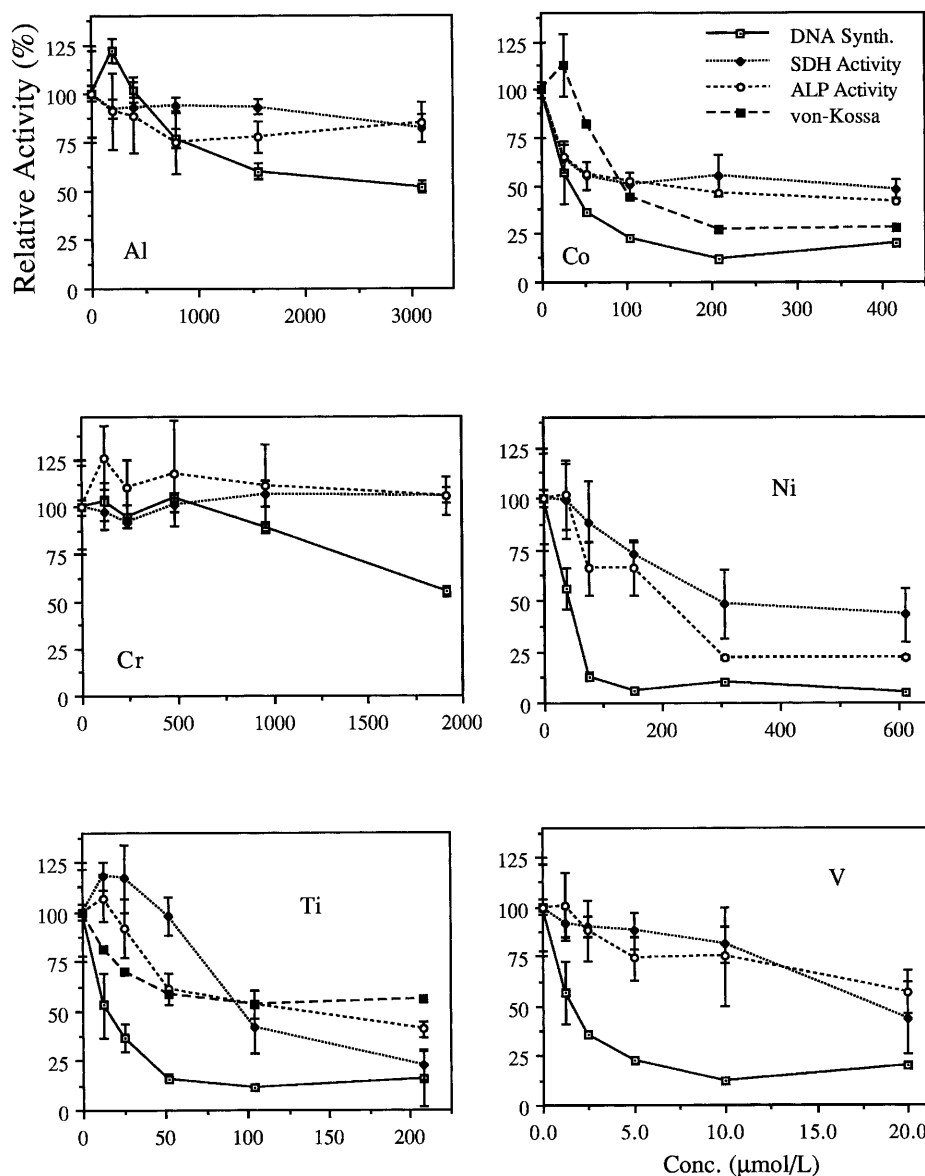 Relative Activity (%)
125
100
75
50
25
0
Al
0 1000 2000 3000
DNA Synth.
SDH Activity
ALP Activity
von-Kossa
125
100
75
50
25
0
Co
0 100 200 300 400
125
100
75
50
25
0
Cr
0 500 1000 1500 2000
125
100
75
50
25
0
Ni
0 200 400 600
125
100
75
50
25
0
Ti
0 50 100 150 200
125
100
75
50
25
0
V
0.0 5.0 10.0 15.0 20.0
Conc. (μmol/L)